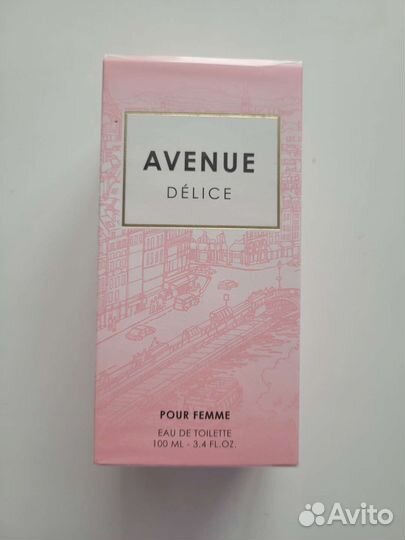 AVENUE
DÉLICE
POUR FEMME
EAU DE TOILETTE
100 ML - 3.4 FL.OZ.
Avito